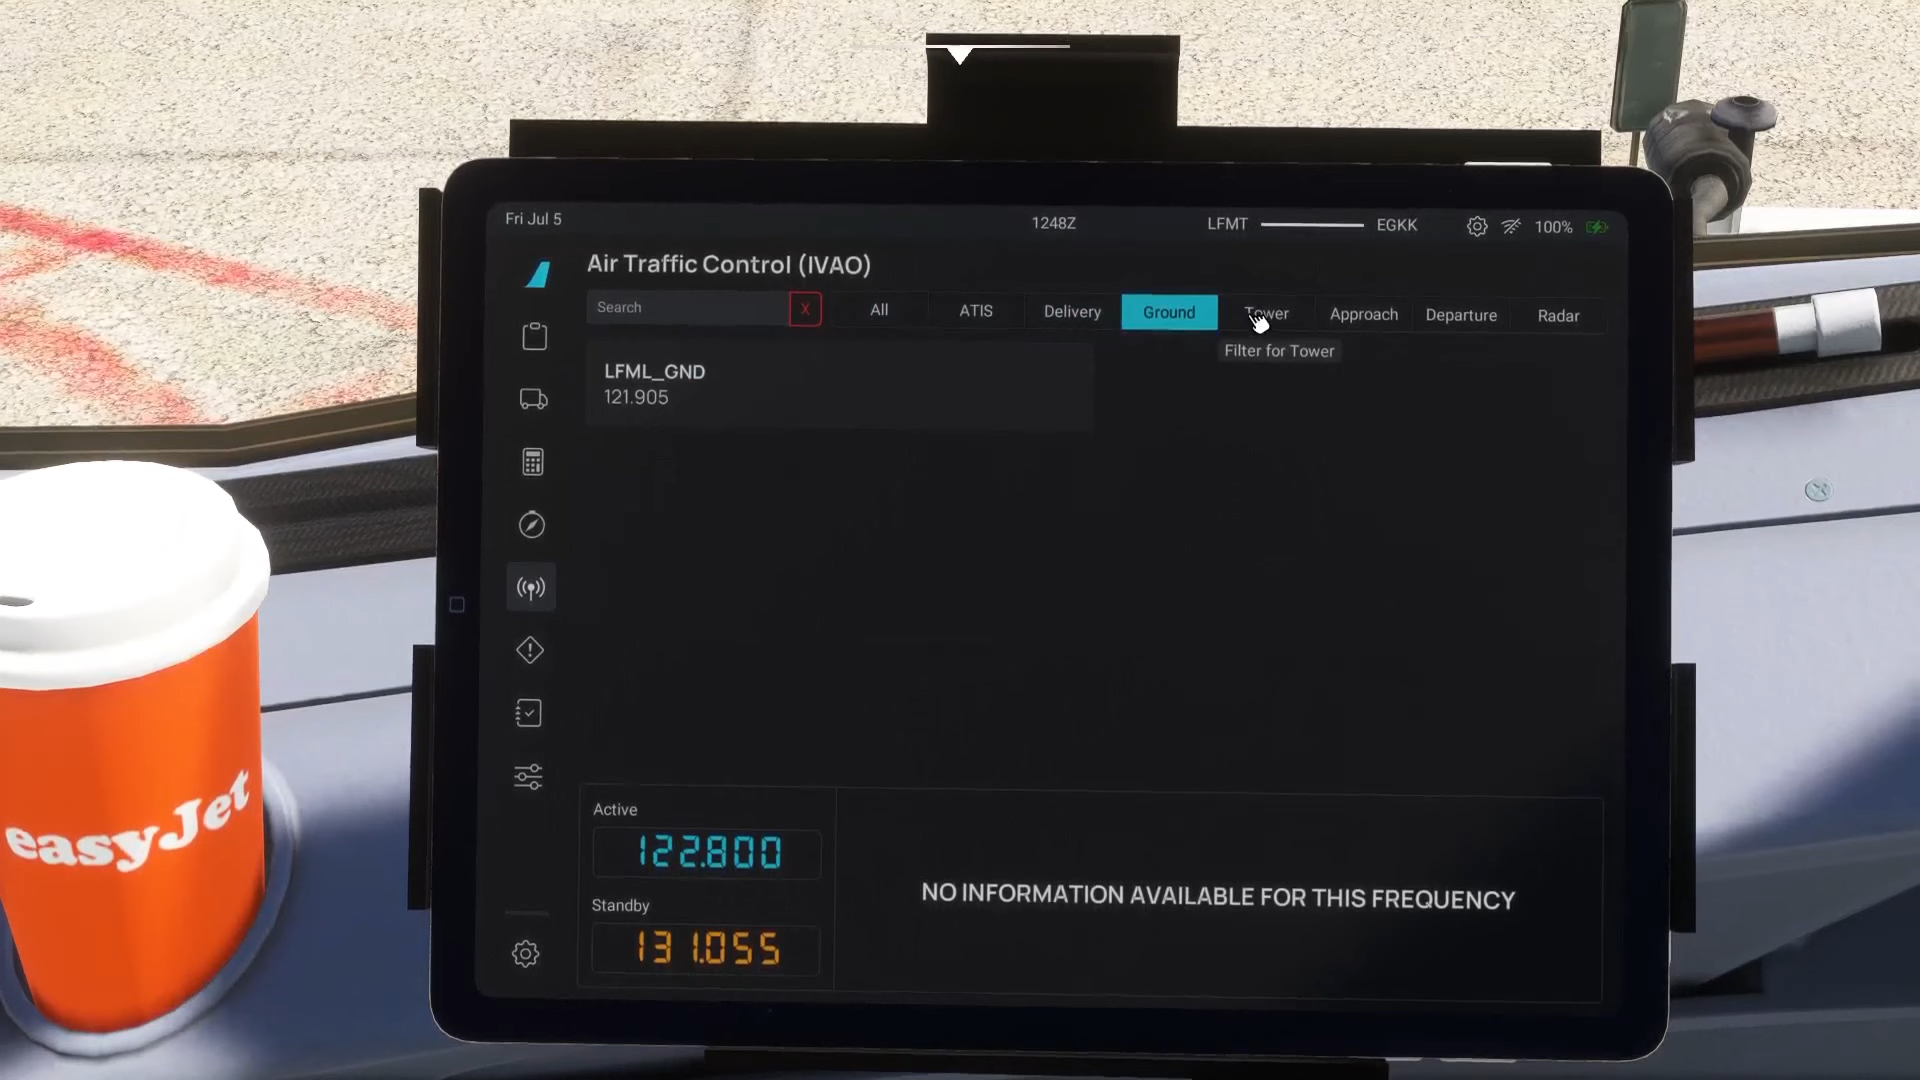 Fri Jul 5
1248Z
LFMT
EGKK
100%
Air Traffic Control (IVAO)
Search
X
All
ATIS
Delivery
Ground
Tower
Approach
Departure
Radar
Filter for Tower
LFML_GND
121.905
Active
122.800
Standby
131.055
NO INFORMATION AVAILABLE FOR THIS FREQUENCY
easyJet